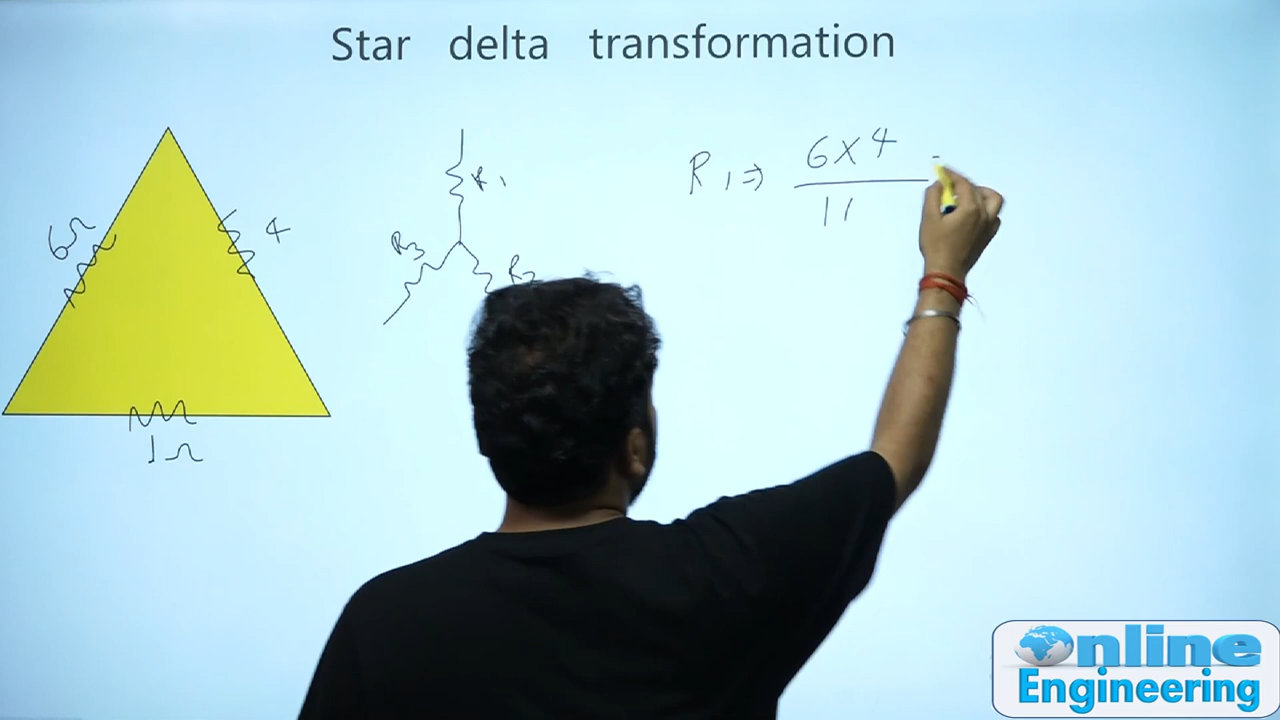 Star delta transformation
6Ω
4
1Ω
R1
R3
R2
R1 ⇒ 6×4
11
Online
Engineering